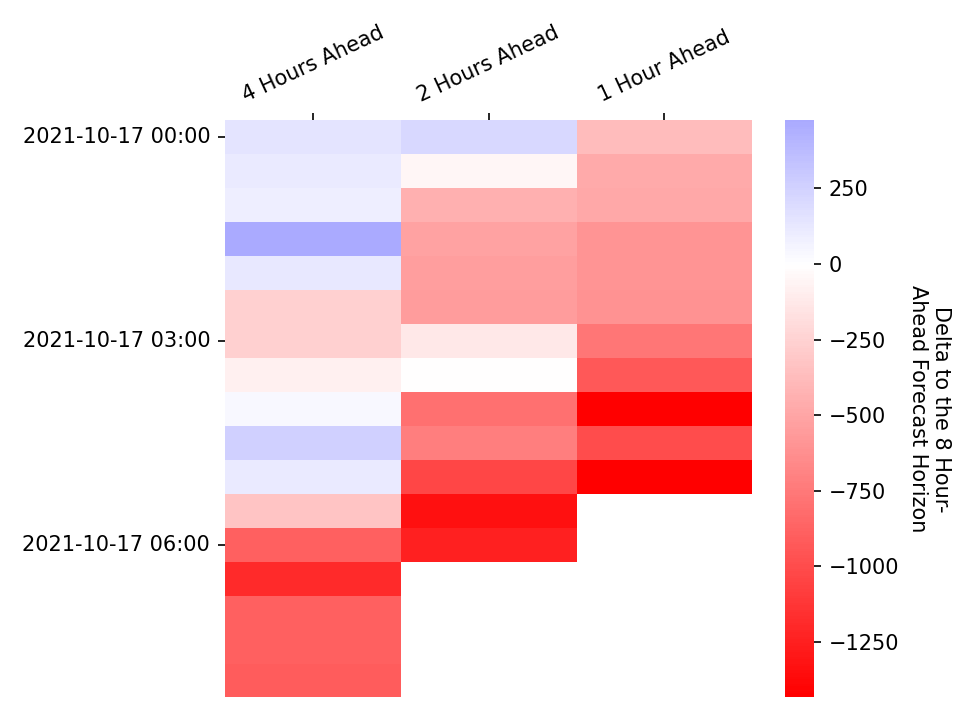 4 Hours Ahead
2 Hours Ahead
1 Hour Ahead
2021-10-17 00:00
2021-10-17 03:00
2021-10-17 06:00
250
0
−250
−500
−750
−1000
−1250
Delta to the 8 Hour-
Ahead Forecast Horizon